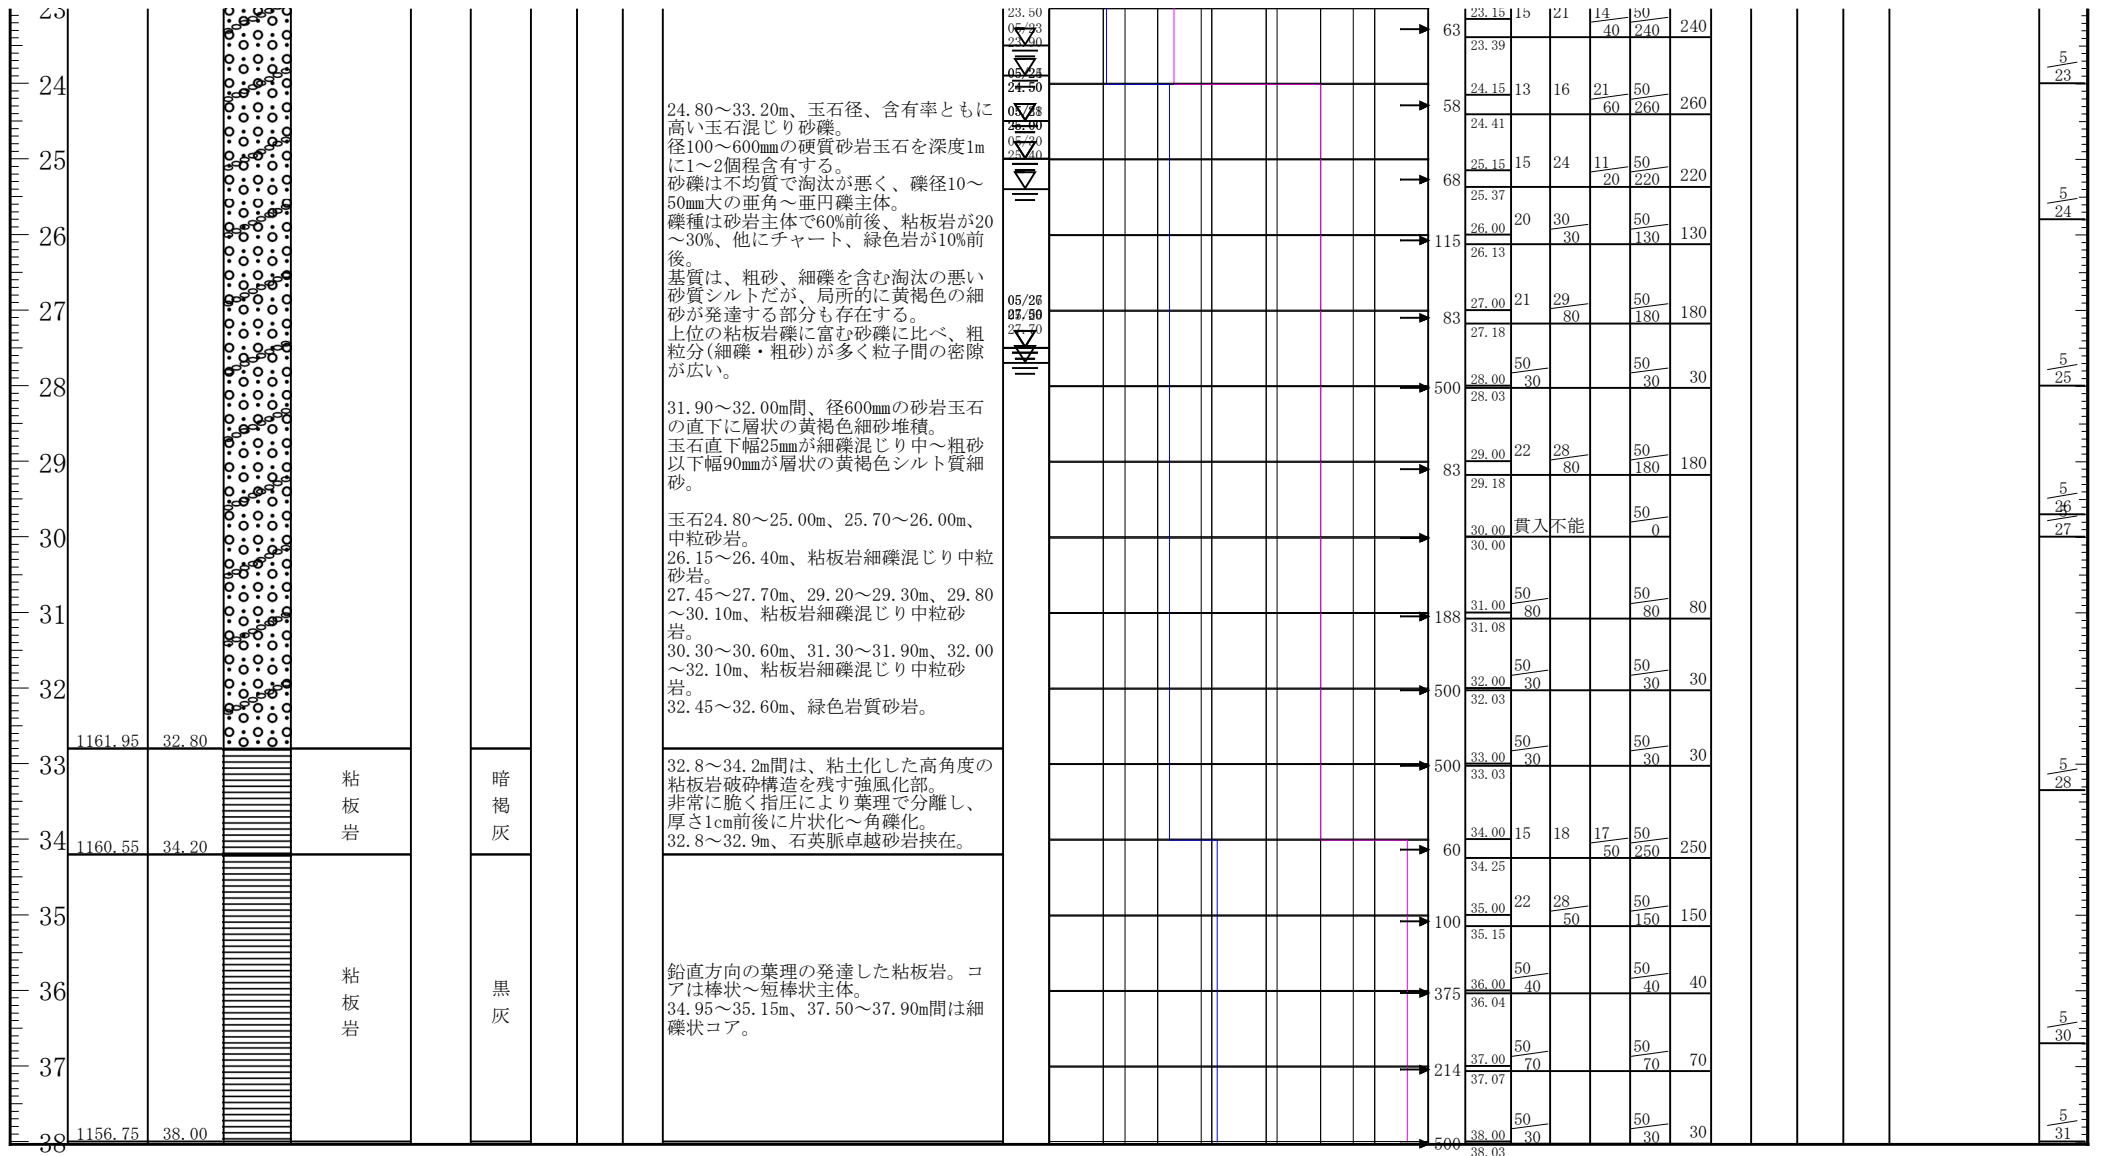 23
24
25
26
27
28
29
30
31
32
33
34
35
36
37
38
1161.95 32.80
1160.55 34.20
1156.75 38.00
粘板岩
粘板岩
暗褐灰
黒灰
24.80～33.20m、玉石径、含有率ともに
高い玉石混じり砂礫。
径100～600mmの硬質砂岩玉石を深度1m
に1～2個程含有する。
砂礫は不均質で淘汰が悪く、礫径10～
50mm大の亜角～亜円礫主体。
礫種は砂岩主体で60%前後、粘板岩が20
～30%、他にチャート、緑色岩が10%前
後。
基質は、粗砂、細礫を含む淘汰の悪い
砂質シルトだが、局所的に黄褐色の細
砂が発達する部分も存在する。
上位の粘板岩礫に富む砂礫に比べ、粗
粒分(細礫・粗砂)が多く粒子間の密隙
が広い。
31.90～32.00m間、径600mmの砂岩玉石
の直下に層状の黄褐色細砂堆積。
玉石直下幅25mmが細礫混じり中～粗砂
以下幅90mmが層状の黄褐色シルト質細
砂。
玉石24.80～25.00m、25.70～26.00m、
中粒砂岩。
26.15～26.40m、粘板岩細礫混じり中粒
砂岩。
27.45～27.70m、29.20～29.30m、29.80
～30.10m、粘板岩細礫混じり中粒砂
岩。
30.30～30.60m、31.30～31.90m、32.00
～32.10m、粘板岩細礫混じり中粒砂
岩。
32.45～32.60m、緑色岩質砂岩。
32.8～34.2m間は、粘土化した高角度の
粘板岩破砕構造を残す強風化部。
非常に脆く指圧により葉理で分離し、
厚さ1cm前後に片状化～角礫化。
32.8～32.9m、石英脈卓越砂岩挟在。
鉛直方向の葉理の発達した粘板岩。コ
アは棒状～短棒状主体。
34.95～35.15m、37.50～37.90m間は細
礫状コア。
23.50
05/23
23.90
24.50
25.40
27.70
63
58
68
115
83
500
83
188
500
500
60
100
375
214
500
23.15 15 21 14/40 50/240 240
23.39
24.15 13 16 21/60 50/260 260
24.41
25.15 15 24 11/20 50/220 220
25.37
26.00 20 30/30 50/130 130
26.13
27.00 21 29/80 50/180 180
27.18
28.00 50/30 50/30 30
28.03
29.00 22 28/80 50/180 180
29.18
30.00 貫入不能 50/0
30.00
31.00 50/80 50/80 80
31.08
32.00 50/30 50/30 30
32.03
33.00 50/30 50/30 30
33.03
34.00 15 18 17/50 50/250 250
34.25
35.00 22 28/50 50/150 150
35.15
36.00 50/40 50/40 40
36.04
37.00 50/70 50/70 70
37.07
38.00 50/30 50/30 30
38.03
5/23
5/24
5/25
5/26
5/27
5/28
5/30
5/31